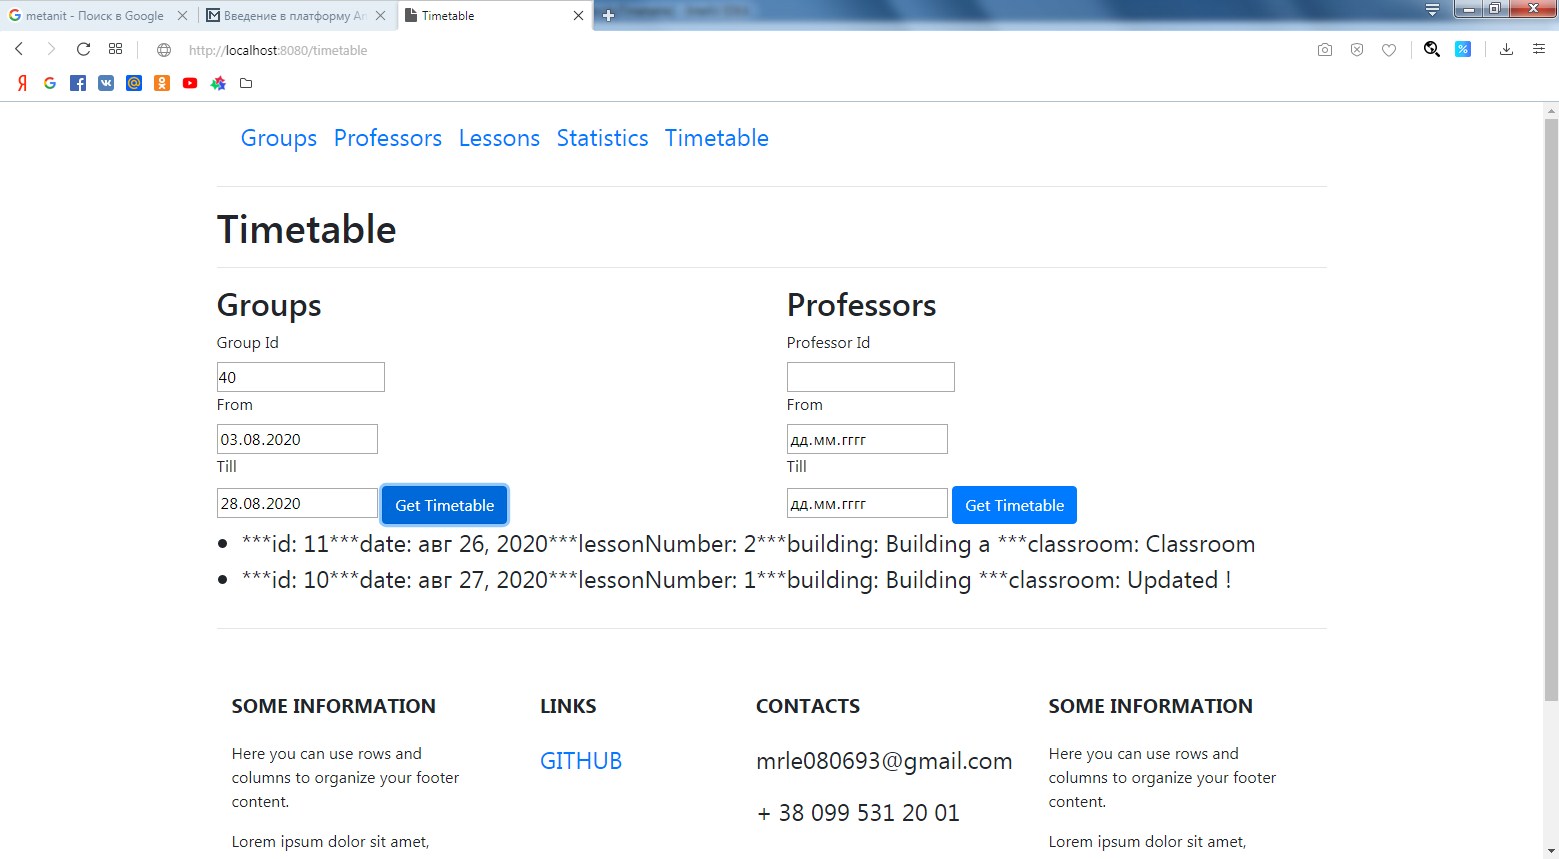 metanit - Поиск в Google
Введение в платформу An
Timetable
http://localhost:8080/timetable
Groups Professors Lessons Statistics Timetable
Timetable
Groups
Group Id
40
From
03.08.2020
Till
28.08.2020 Get Timetable
Professors
Professor Id
From
дд.мм.гггг
Till
дд.мм.гггг Get Timetable
***id: 11***date: авг 26, 2020***lessonNumber: 2***building: Building a ***classroom: Classroom
***id: 10***date: авг 27, 2020***lessonNumber: 1***building: Building ***classroom: Updated !
SOME INFORMATION
Here you can use rows and
columns to organize your footer
content.
Lorem ipsum dolor sit amet,
LINKS
GITHUB
CONTACTS
mrle080693@gmail.com
+ 38 099 531 20 01
SOME INFORMATION
Here you can use rows and
columns to organize your footer
content.
Lorem ipsum dolor sit amet,